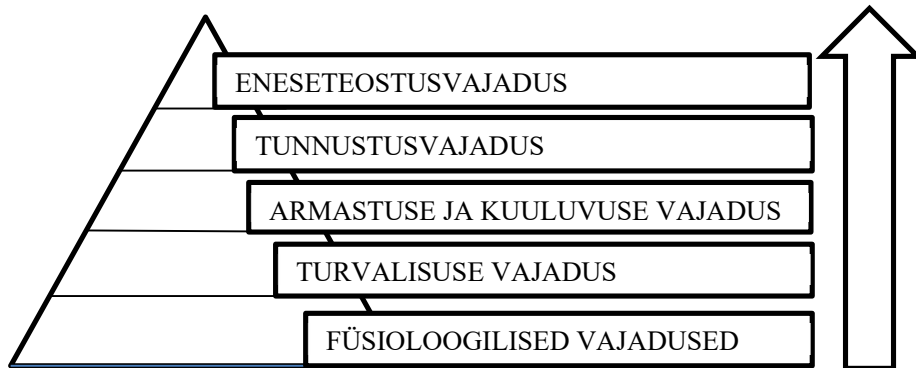 ENESETEOSTUSVAJADUS
TUNNUSTUSVAJADUS
ARMASTUSE JA KUULUVUSE VAJADUS
TURVALISUSE VAJADUS
FÜSIOLOOGILISED VAJADUSED